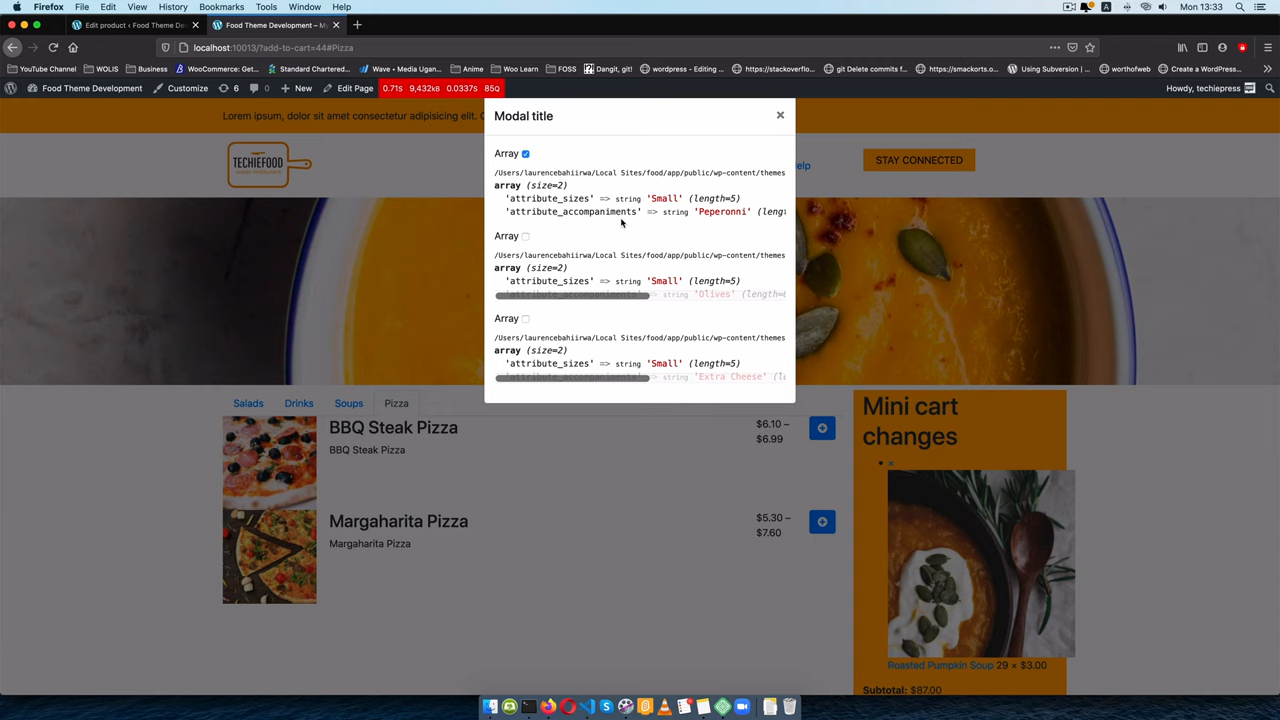 Firefox File Edit View History Bookmarks Tools Window Help Mon 13:33
Edit product ‹ Food Theme De × Food Theme Development – My × +
localhost:10013/?add-to-cart=44#Pizza
YouTube Channel WOLIS Business WooCommerce: Get... Standard Chartered... Wave • Media Ugan... Anime Woo Learn FOSS Dangit, git! wordpress - Editing ... https://stackoverflo... git Delete commits f... https://smackorts.o... Using Subversion | ... worthofweb Create a WordPress...
Food Theme Development Customize 6 0 New Edit Page 0.71S 9,432KB 0.0337S 85Q Howdy, techiepress
Lorem ipsum, dolor sit amet consectetur adipisicing elit.
TECHIEFOOD
elp
STAY CONNECTED
Modal title ×
Array
/Users/laurencebahiirwa/Local Sites/food/app/public/wp-content/themes
array (size=2)
'attribute_sizes' => string 'Small' (length=5)
'attribute_accompaniments' => string 'Peperonni' (leng
Array
/Users/laurencebahiirwa/Local Sites/food/app/public/wp-content/themes
array (size=2)
'attribute_sizes' => string 'Small' (length=5)
'attribute_accompaniments' => string 'Olives' (length=
Array
/Users/laurencebahiirwa/Local Sites/food/app/public/wp-content/themes
array (size=2)
'attribute_sizes' => string 'Small' (length=5)
'attribute_accompaniments' => string 'Extra Cheese' (l
Salads Drinks Soups Pizza
BBQ Steak Pizza
BBQ Steak Pizza
$6.10 –
$6.99
Margaharita Pizza
Margaharita Pizza
$5.30 –
$7.60
Mini cart
changes
×
Roasted Pumpkin Soup 29 × $3.00
Subtotal: $87.00